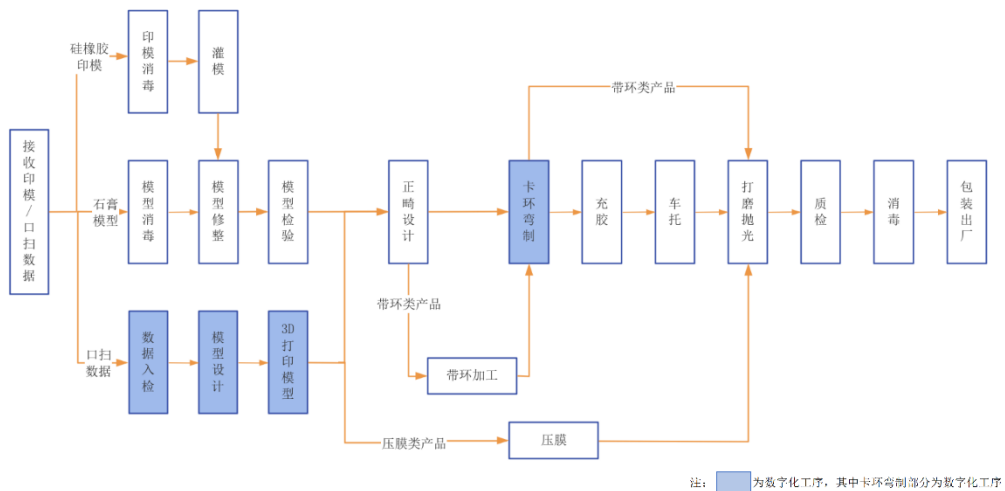 接收印模/口扫数据
硅橡胶
印模
印模消毒
灌模
石膏
模型
模型消毒
模型修整
模型检验
口扫
数据
数据入检
模型设计
3D打印模型
正畸设计
带环类产品
带环加工
压膜类产品
压膜
带环类产品
卡环弯制
充胶
车托
打磨抛光
质检
消毒
包装出厂
注：为数字化工序，其中卡环弯制部分为数字化工序